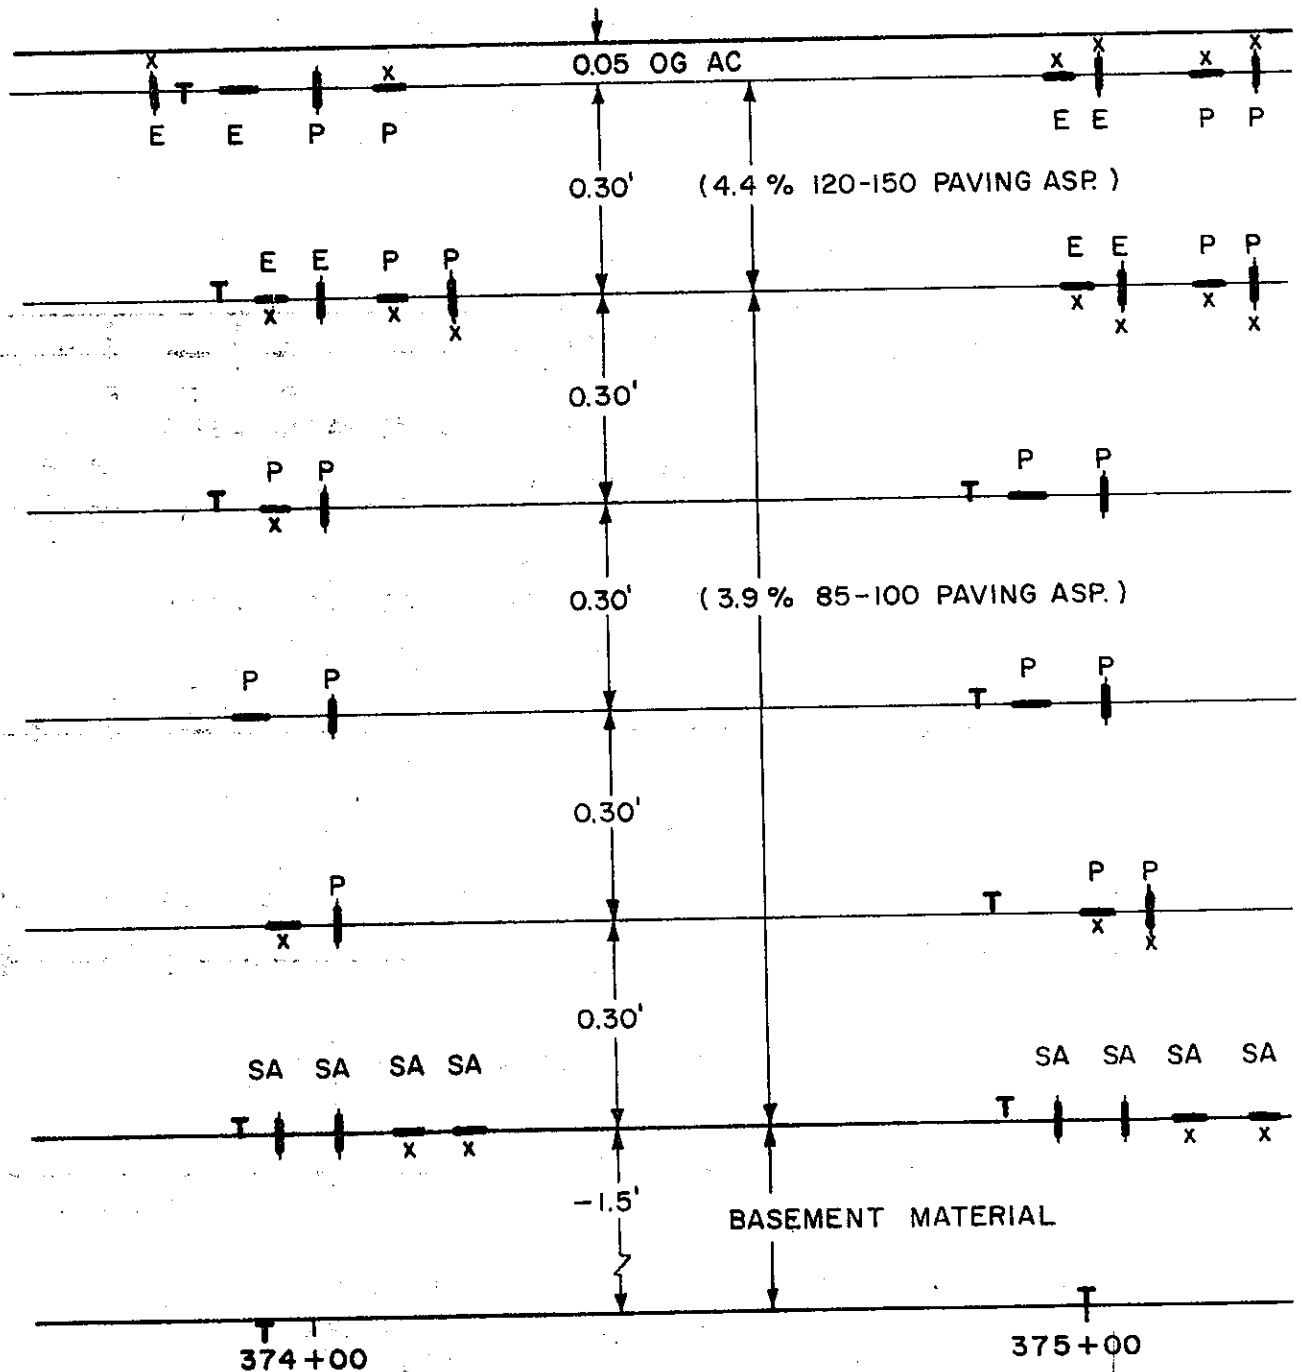 X X X
0.05 OG AC
X X X X
T
E E P P
E E P P
0.30' (4.4 % 120-150 PAVING ASP.)
E E P P
E E P P
T
X X X
X X X X
0.30'
P P
P P
T
T
X
0.30' (3.9 % 85-100 PAVING ASP.)
P P
P P
T
0.30'
P
P P
T
X
X X
0.30'
SA SA SA SA
SA SA SA SA
T
T
X X
X X
-1.5'
BASEMENT MATERIAL
T
T
374+00
375+00